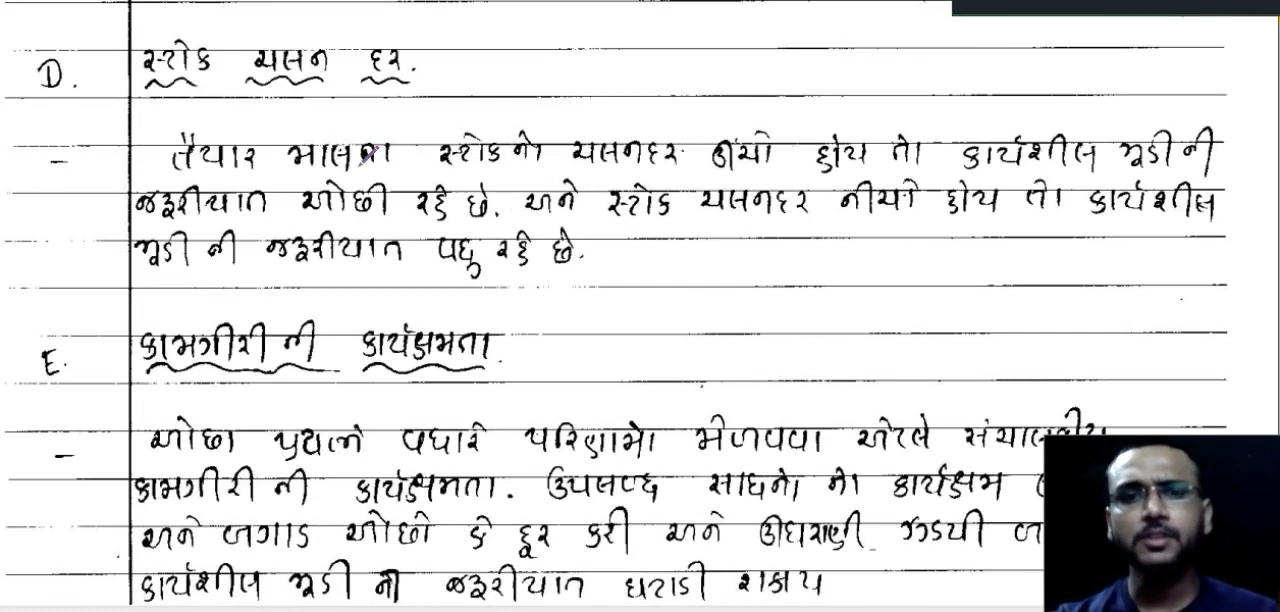 D. સ્ટોક ચલન દર.
- તૈયાર માલના સ્ટોકનો ચલનદર ઊંચો હોય તો કાર્યશીલ મૂડીની
જરૂરીયાત ઓછી રહે છે. અને સ્ટોક ચલનદર નીચો હોય તો કાર્યશીલ
મૂડી ની જરૂરીયાત વધુ રહે છે.
E. કામગીરી ની કાર્યક્ષમતા
- ઓછા પ્રયત્ને વધારે પરિણામો મેળવવા એટલે સંચાલકીય
કામગીરી ની કાર્યક્ષમતા. ઉપલબ્ધ સાધનો નો કાર્યક્ષમ
અને બગાડ ઓછો કે દૂર કરી અને ઊઘરાણી ઝડપી
કાર્યશીલ મૂડી ની જરૂરીયાત ઘટાડી શકાય